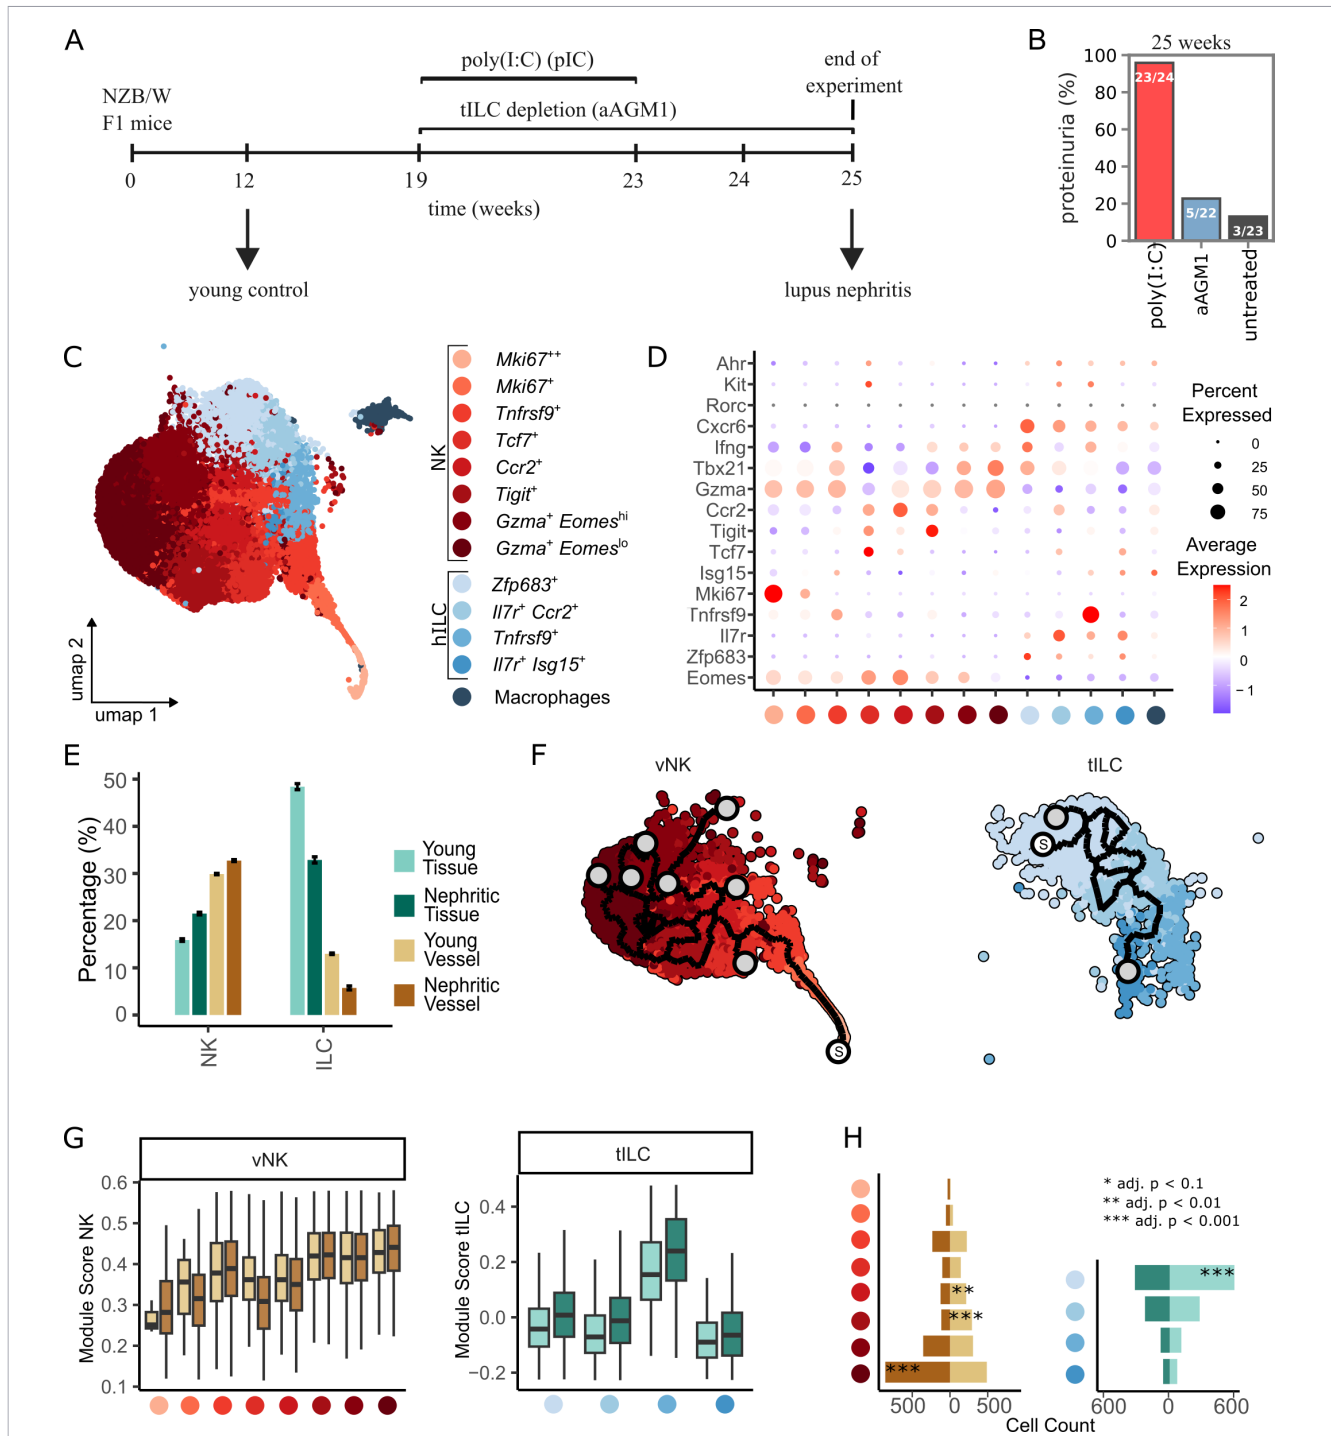 A
poly(I:C) (pIC)
end of
experiment
NZB/W
F1 mice
tILC depletion (aAGM1)
0
12
19
23
24
25
time (weeks)
young control
lupus nephritis
B
25 weeks
proteinuria (%)
100
80
60
40
20
0
23/24
5/22
3/23
poly(I:C)
aAGM1
untreated
C
umap 2
umap 1
NK
Mki67++
Mki67+
Tnfrsf9+
Tcf7+
Ccr2+
Tigit+
Gzma+ Eomeshi
Gzma+ Eomeslo
hILC
Zfp683+
Il7r+ Ccr2+
Tnfrsf9+
Il7r+ Isg15+
Macrophages
D
Ahr
Kit
Rorc
Cxcr6
Ifng
Tbx21
Gzma
Ccr2
Tigit
Tcf7
Isg15
Mki67
Tnfrsf9
Il7r
Zfp683
Eomes
Percent
Expressed
0
25
50
75
Average
Expression
2
1
0
−1
E
Percentage (%)
50
40
30
20
10
0
NK
ILC
Young
Tissue
Nephritic
Tissue
Young
Vessel
Nephritic
Vessel
F
vNK
tILC
S
S
G
vNK
Module Score NK
0.6
0.5
0.4
0.3
0.2
0.1
tILC
Module Score tILC
0.4
0.2
0.0
−0.2
H
* adj. p < 0.1
** adj. p < 0.01
*** adj. p < 0.001
**
***
***
***
500 0 500
600 0 600
Cell Count